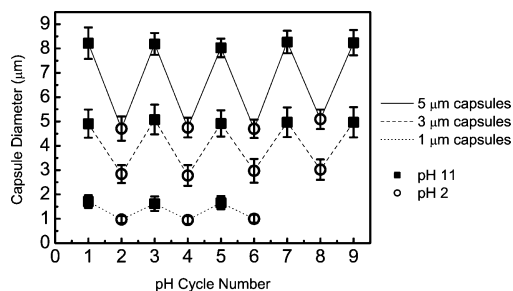 9
8
7
6
5
4
3
2
1
0
Capsule Diameter (μm)
0 1 2 3 4 5 6 7 8 9
pH Cycle Number
5 μm capsules
3 μm capsules
1 μm capsules
pH 11
pH 2